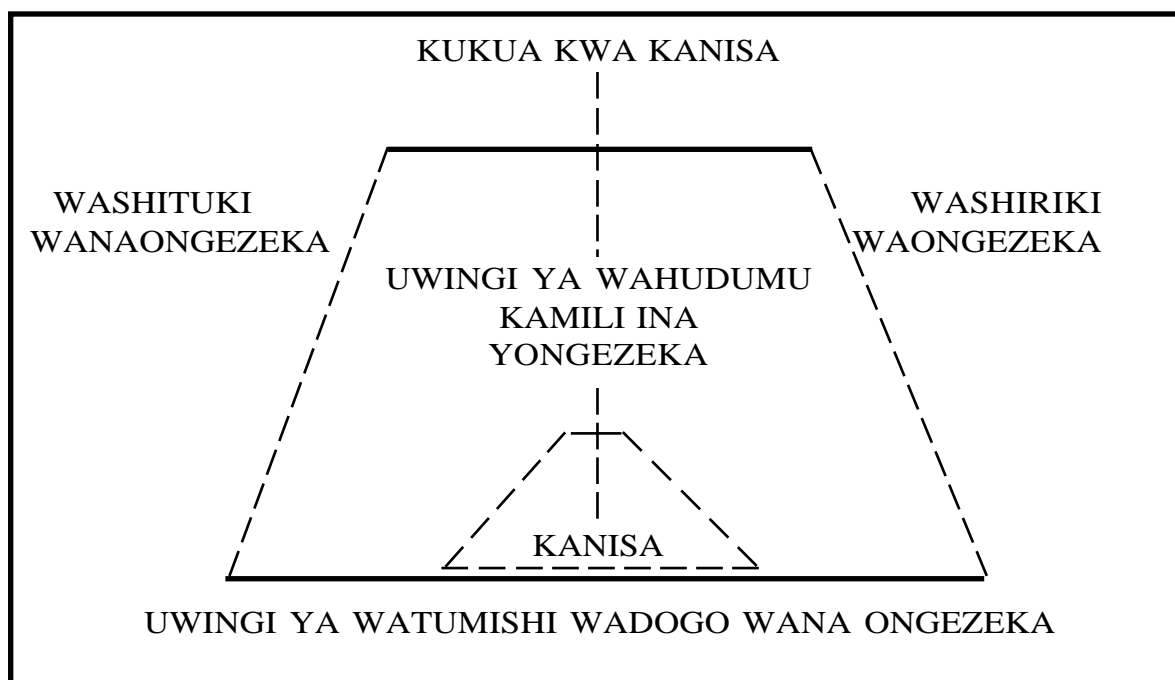 KUKUA KWA KANISA
WASHITUKI
WANAONGEZEKA
WASHIRIKI
WAONGEZEKA
UWINGI YA WAHUDUMU
KAMILI INA
YONGEZEKA
KANISA
UWINGI YA WATUMISHI WADOGO WANA ONGEZEKA